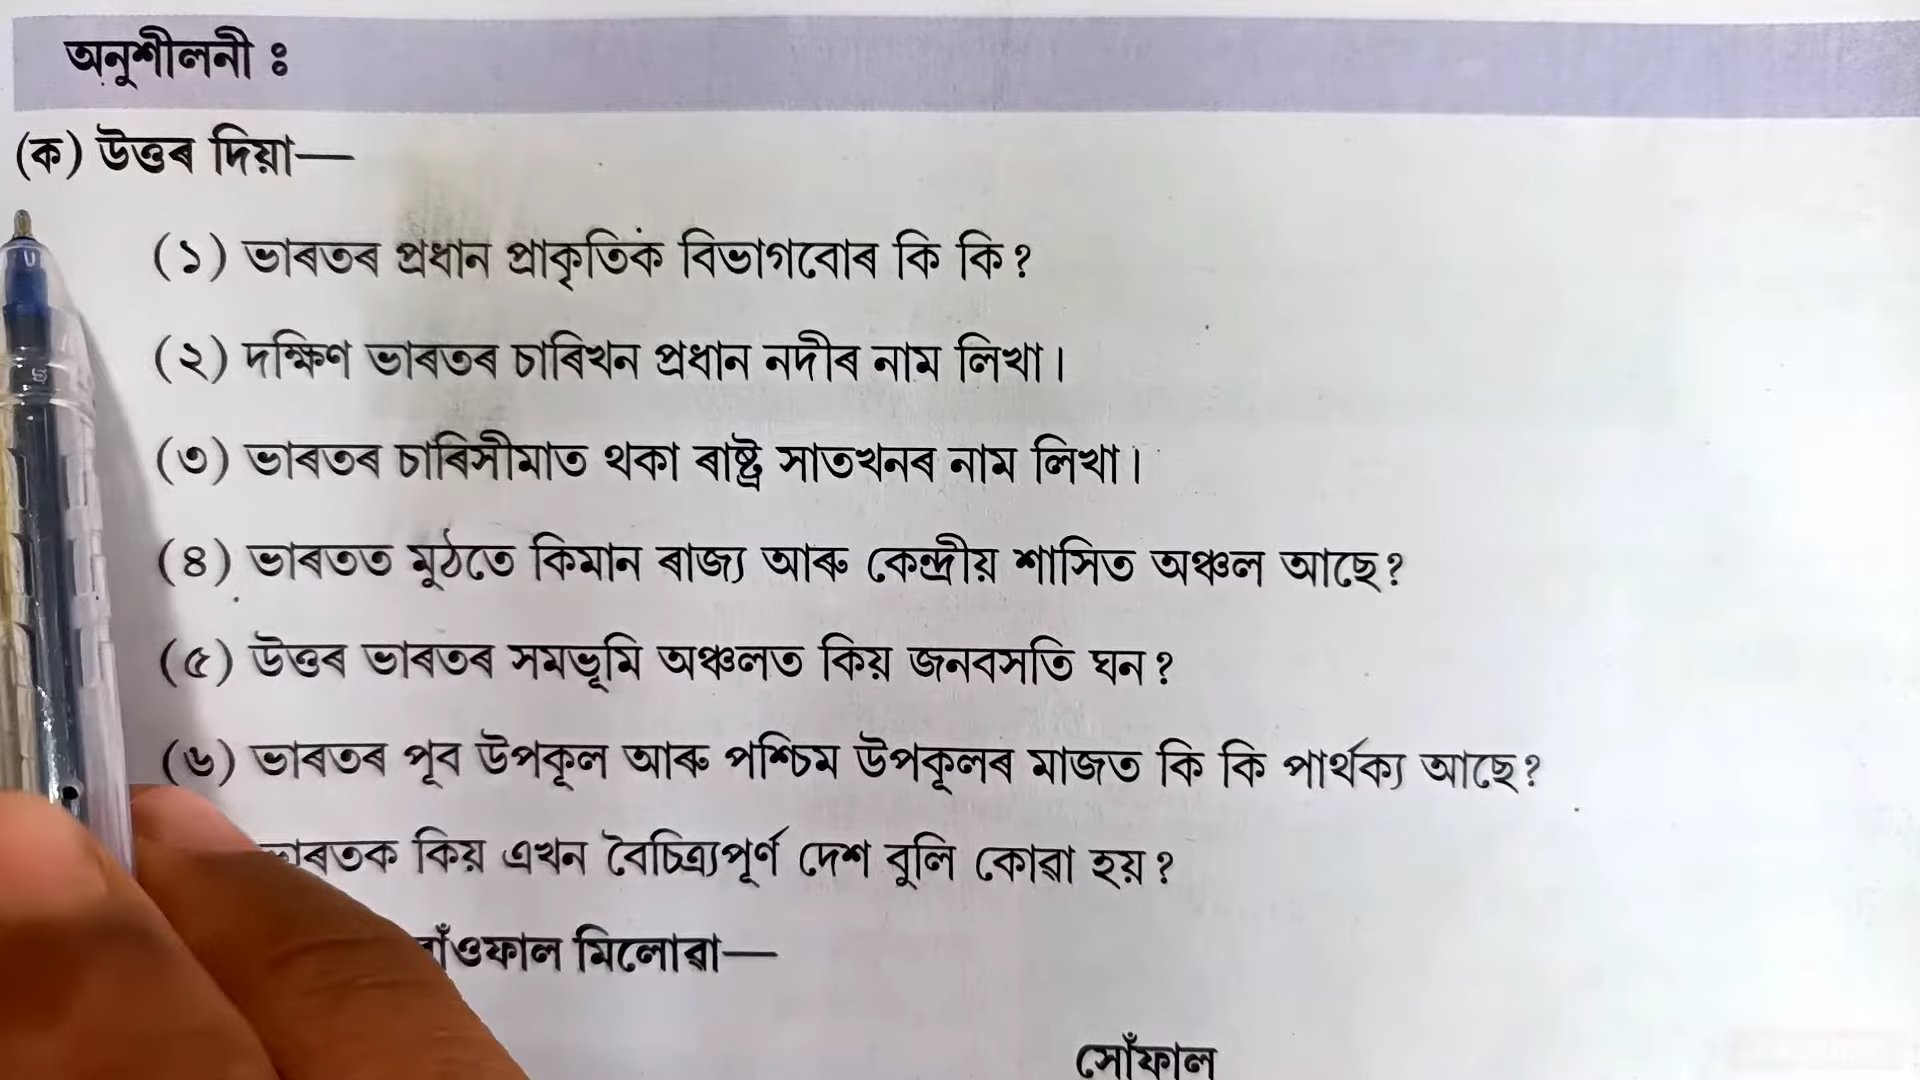 অনুশীলনী ঃ
(ক) উত্তৰ দিয়া—
(১) ভাৰতৰ প্ৰধান প্ৰাকৃতিক বিভাগবোৰ কি কি?
(২) দক্ষিণ ভাৰতৰ চাৰিখন প্ৰধান নদীৰ নাম লিখা।
(৩) ভাৰতৰ চাৰিসীমাত থকা ৰাষ্ট্ৰ সাতখনৰ নাম লিখা।
(৪) ভাৰতত মুঠতে কিমান ৰাজ্য আৰু কেন্দ্ৰীয় শাসিত অঞ্চল আছে?
(৫) উত্তৰ ভাৰতৰ সমভূমি অঞ্চলত কিয় জনবসতি ঘন?
(৬) ভাৰতৰ পূব উপকূল আৰু পশ্চিম উপকূলৰ মাজত কি কি পাৰ্থক্য আছে?
ভাৰতক কিয় এখন বৈচিত্ৰ্যপূৰ্ণ দেশ বুলি কোৱা হয়?
বাঁওফাল মিলোৱা—
সোঁফাল